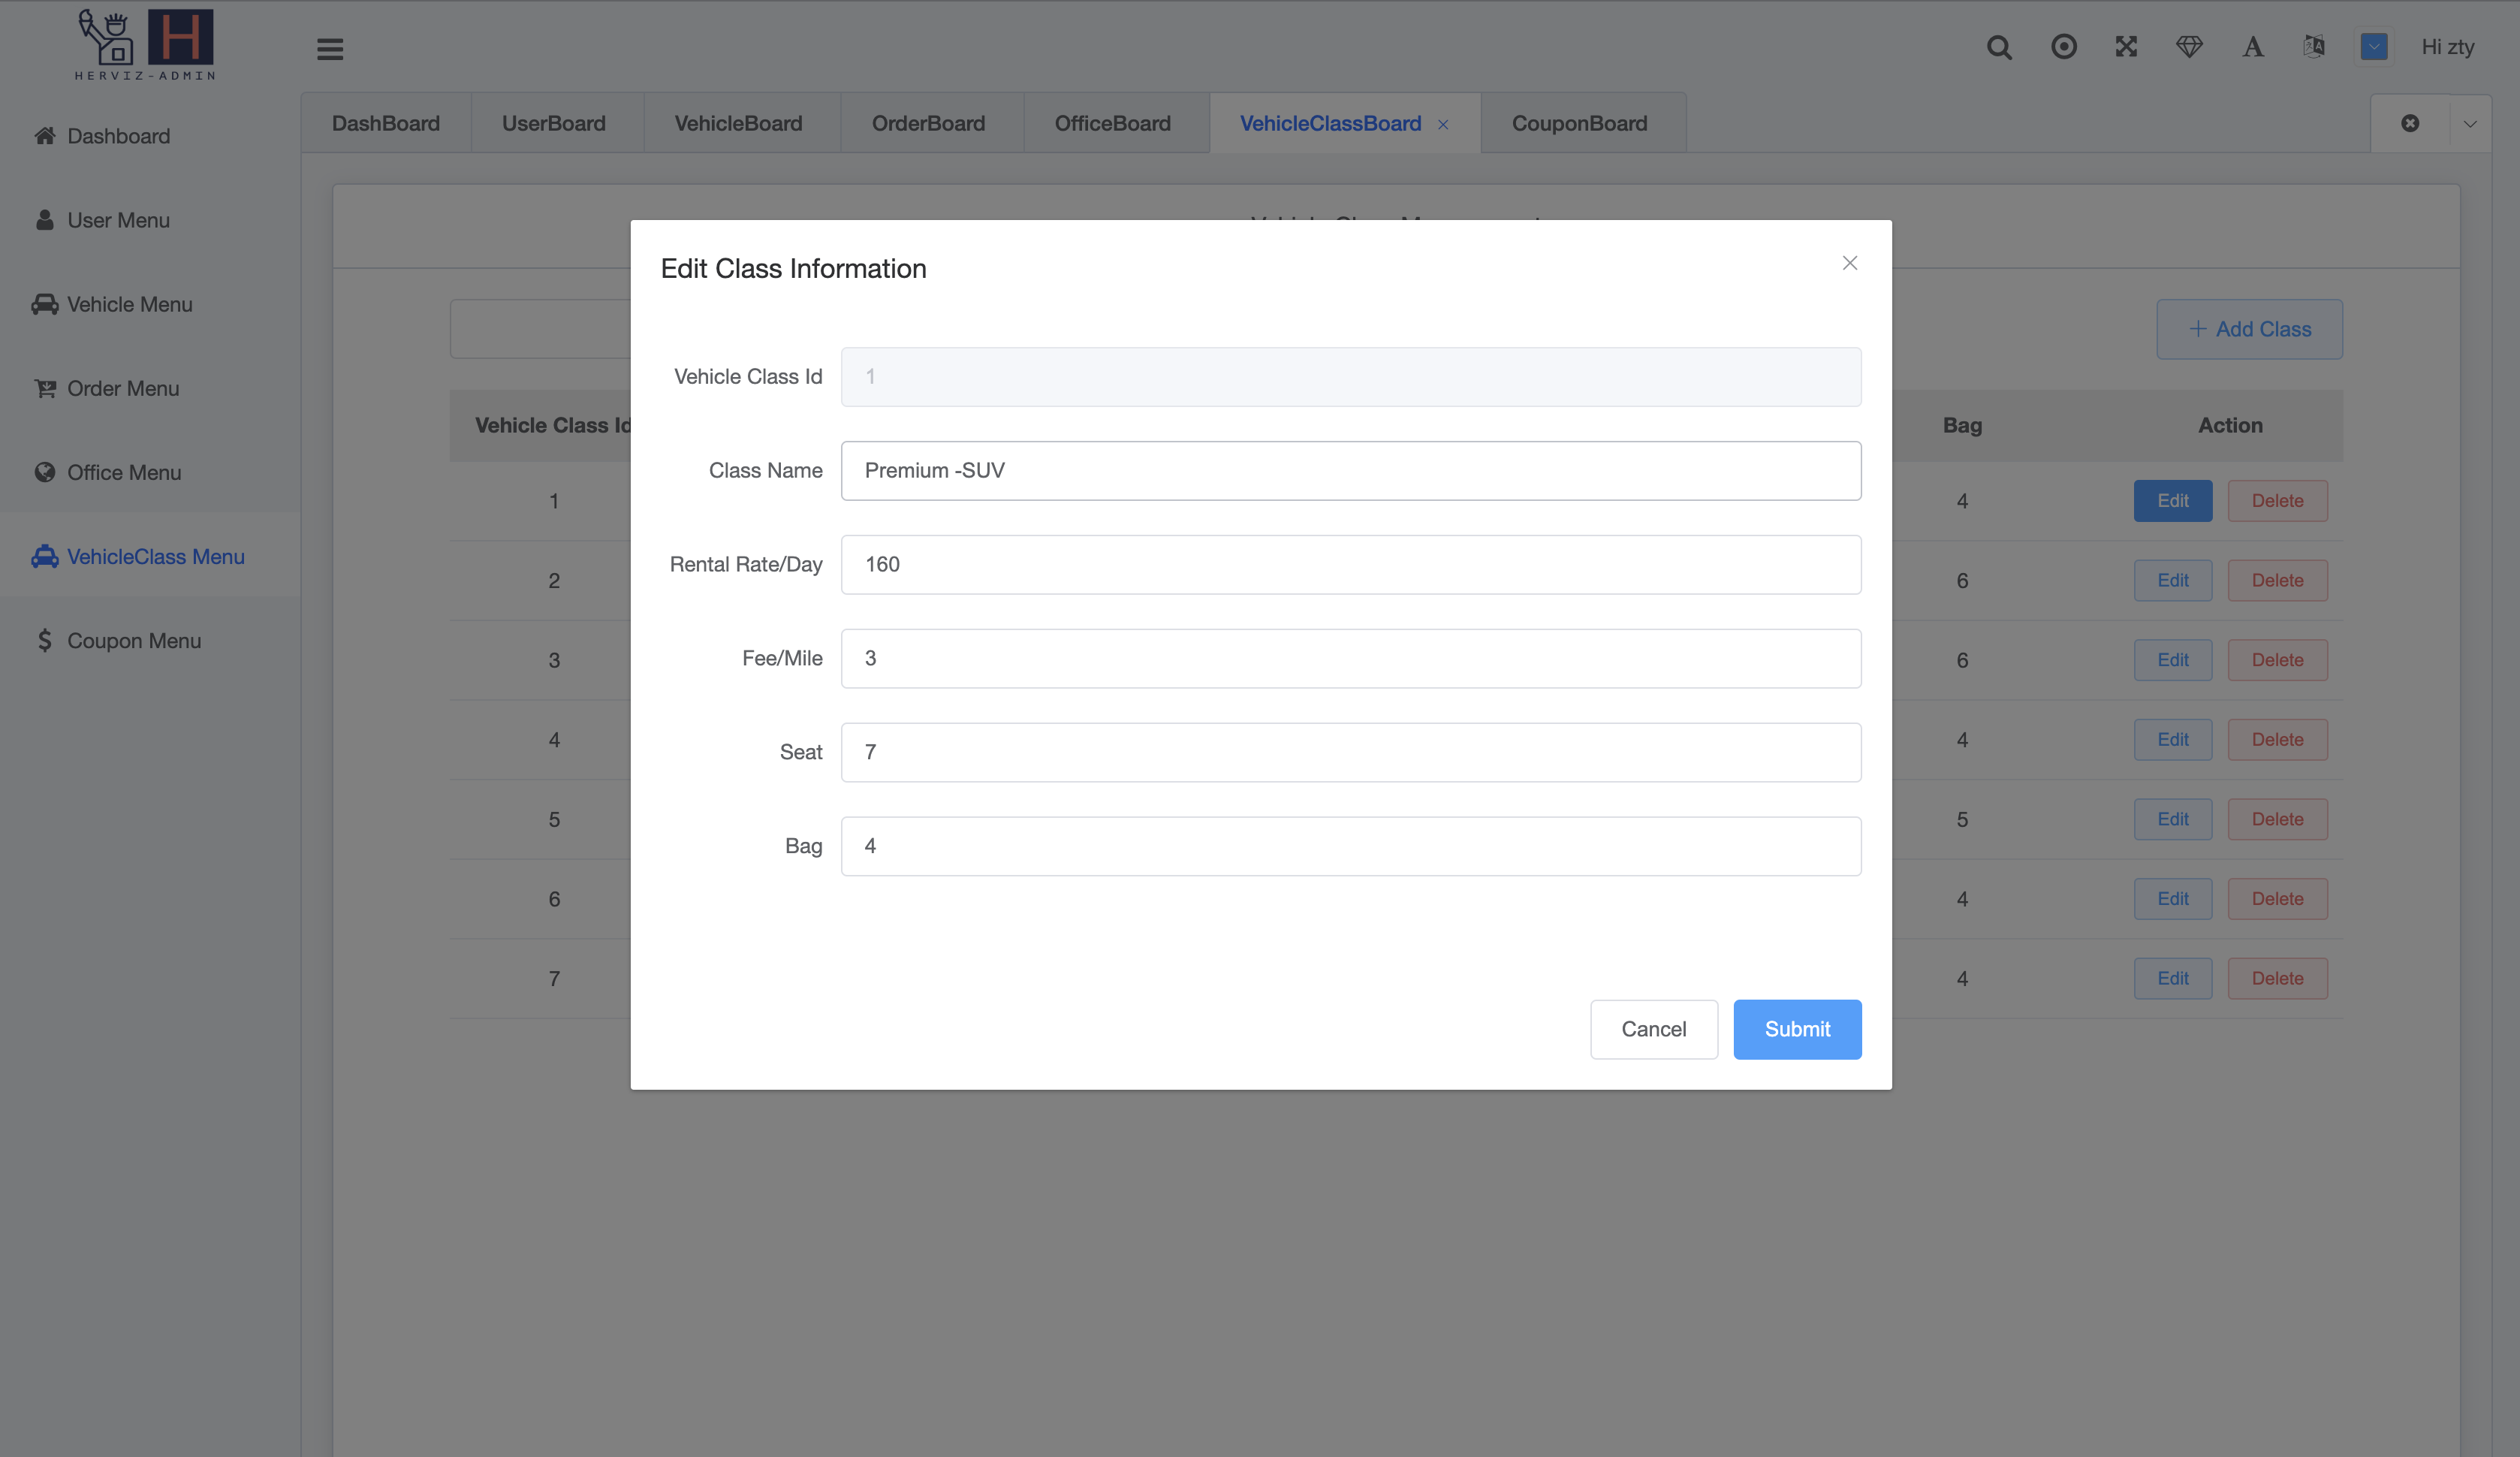 H
HERVIZ-ADMIN
Hi zty
DashBoard UserBoard VehicleBoard OrderBoard OfficeBoard VehicleClassBoard CouponBoard
Dashboard
User Menu
Vehicle Menu
Order Menu
Office Menu
VehicleClass Menu
Coupon Menu
Add Class
Vehicle Class Id Bag Action
1 4 Edit Delete
2 6 Edit Delete
3 6 Edit Delete
4 4 Edit Delete
5 5 Edit Delete
6 4 Edit Delete
7 4 Edit Delete
Edit Class Information
Vehicle Class Id 1
Class Name Premium -SUV
Rental Rate/Day 160
Fee/Mile 3
Seat 7
Bag 4
Cancel Submit